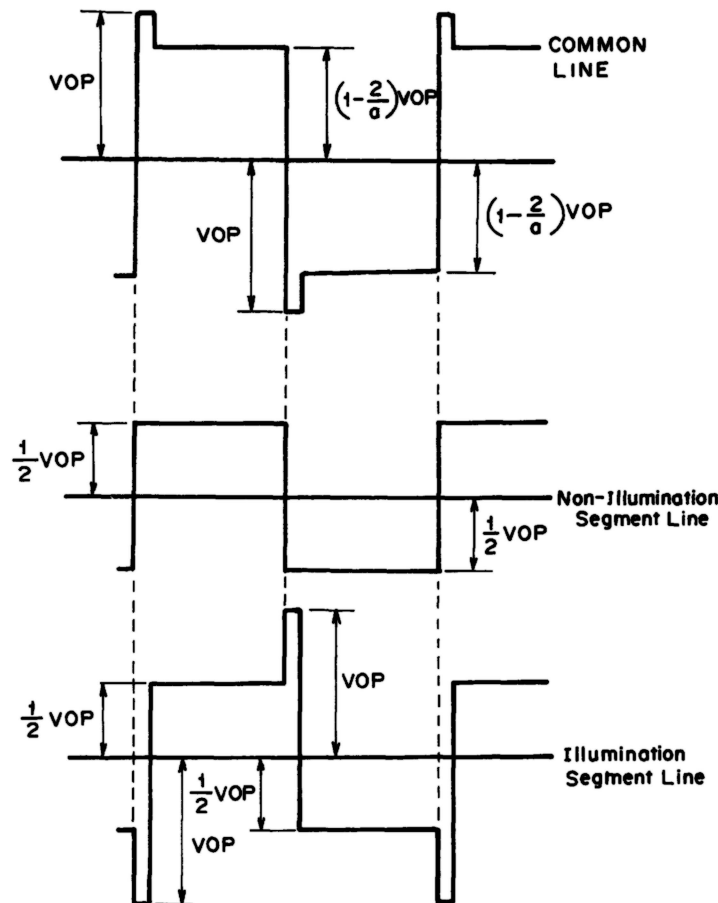 COMMON
LINE
VOP
(1-2/a)VOP
VOP
(1-2/a)VOP
1/2 VOP
Non-Illumination
Segment Line
1/2 VOP
VOP
1/2 VOP
Illumination
Segment Line
1/2 VOP
VOP